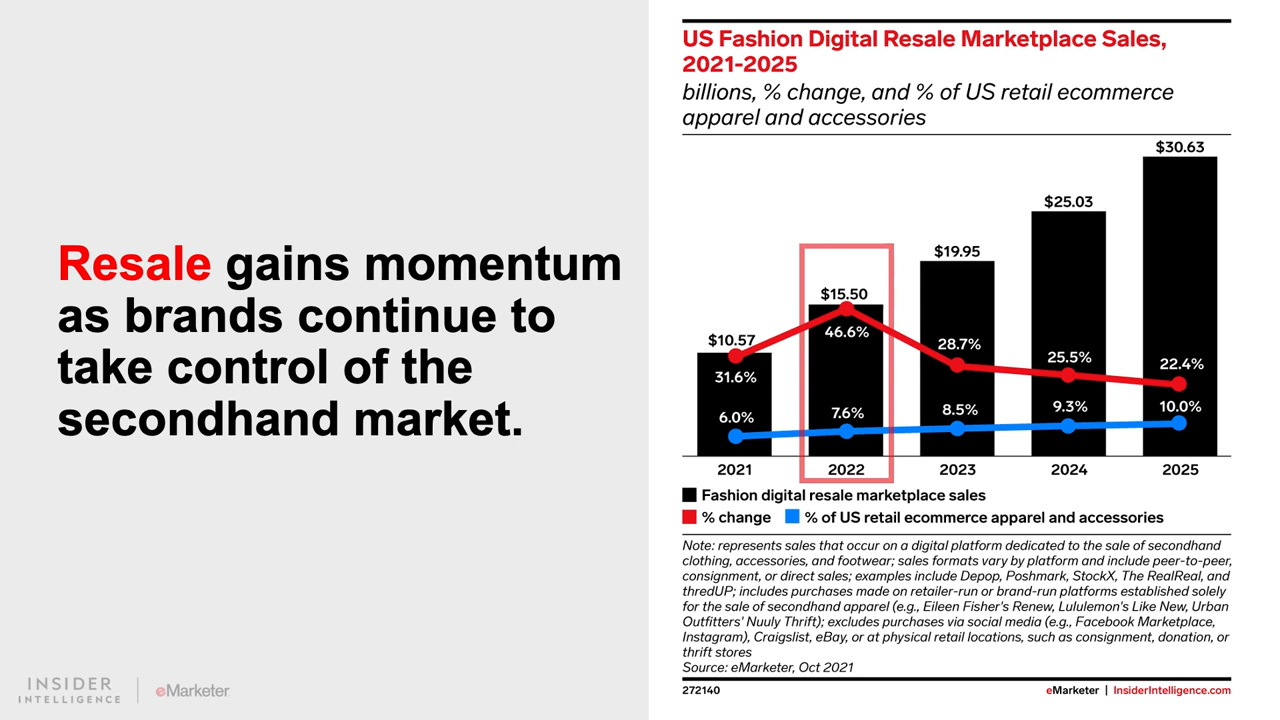 Resale gains momentum
as brands continue to
take control of the
secondhand market.
INSIDER
INTELLIGENCE
eMarketer
US Fashion Digital Resale Marketplace Sales,
2021-2025
billions, % change, and % of US retail ecommerce
apparel and accessories
$30.63
$25.03
$19.95
$15.50
$10.57
46.6%
28.7%
25.5%
22.4%
31.6%
6.0%
7.6%
8.5%
9.3%
10.0%
2021 2022 2023 2024 2025
Fashion digital resale marketplace sales
% change % of US retail ecommerce apparel and accessories
Note: represents sales that occur on a digital platform dedicated to the sale of secondhand
clothing, accessories, and footwear; sales formats vary by platform and include peer-to-peer,
consignment, or direct sales; examples include Depop, Poshmark, StockX, The RealReal, and
thredUP; includes purchases made on retailer-run or brand-run platforms established solely
for the sale of secondhand apparel (e.g., Eileen Fisher's Renew, Lululemon's Like New, Urban
Outfitters' Nuuly Thrift); excludes purchases via social media (e.g., Facebook Marketplace,
Instagram), Craigslist, eBay, or at physical retail locations, such as consignment, donation, or
thrift stores
Source: eMarketer, Oct 2021
272140
eMarketer | InsiderIntelligence.com